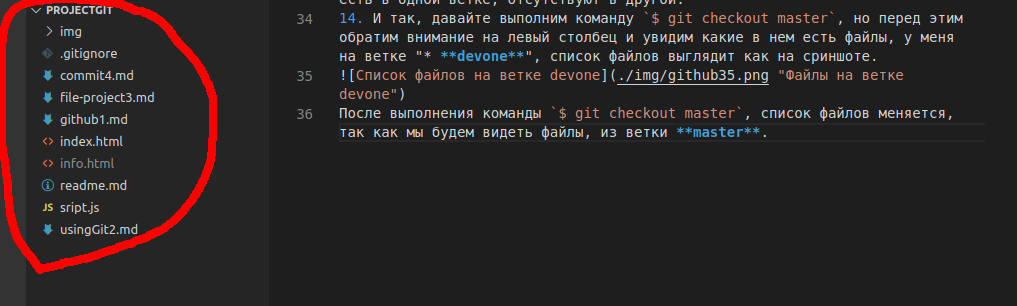 PROJECTGIT
img
.gitignore
commit4.md
file-project3.md
github1.md
index.html
info.html
readme.md
JS sript.js
usingGit2.md
есть в одной ветке, отсутствуют в другой.
34 14. И так, давайте выполним команду `$ git checkout master`, но перед этим
обратим внимание на левый столбец и увидим какие в нем есть файлы, у меня
на ветке "* **devone**", список файлов выглядит как на сриншоте.
35 ![Список файлов на ветке devone](./img/github35.png "Файлы на ветке
devone")
36 После выполнения команды `$ git checkout master`, список файлов меняется,
так как мы будем видеть файлы, из ветки **master**.